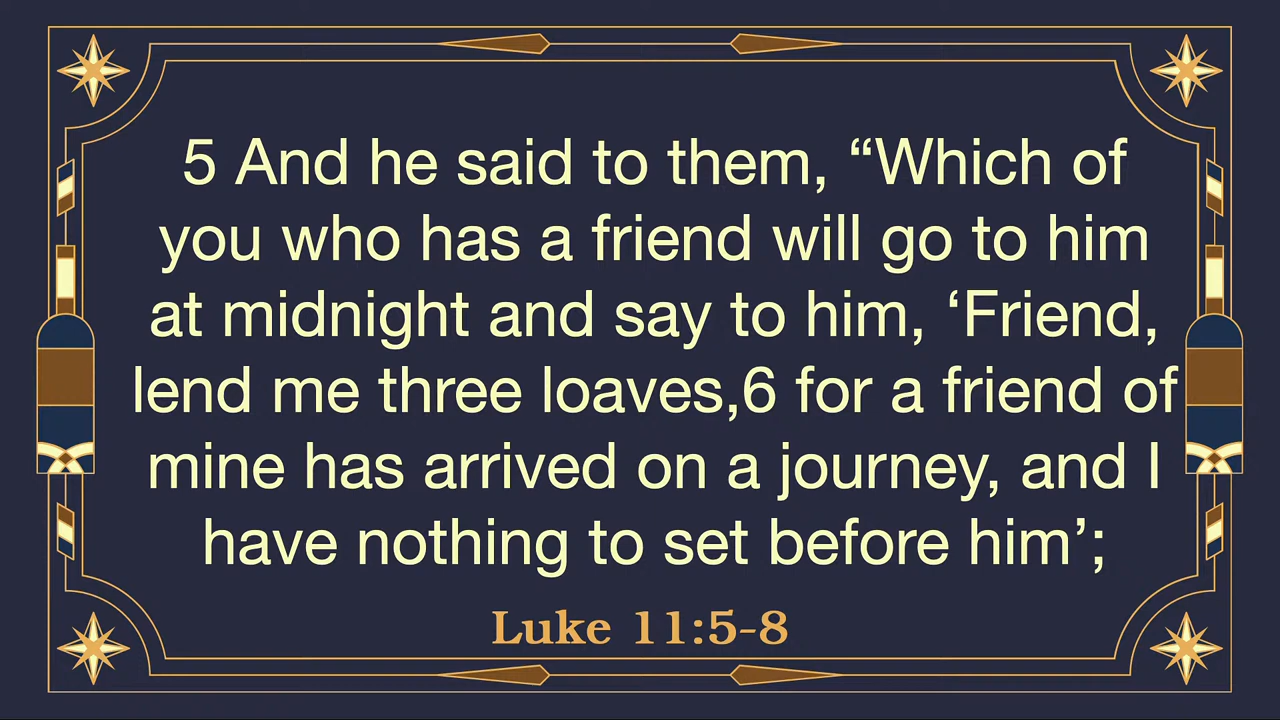 5 And he said to them, “Which of
you who has a friend will go to him
at midnight and say to him, ‘Friend,
lend me three loaves,6 for a friend of
mine has arrived on a journey, and I
have nothing to set before him’;
Luke 11:5-8